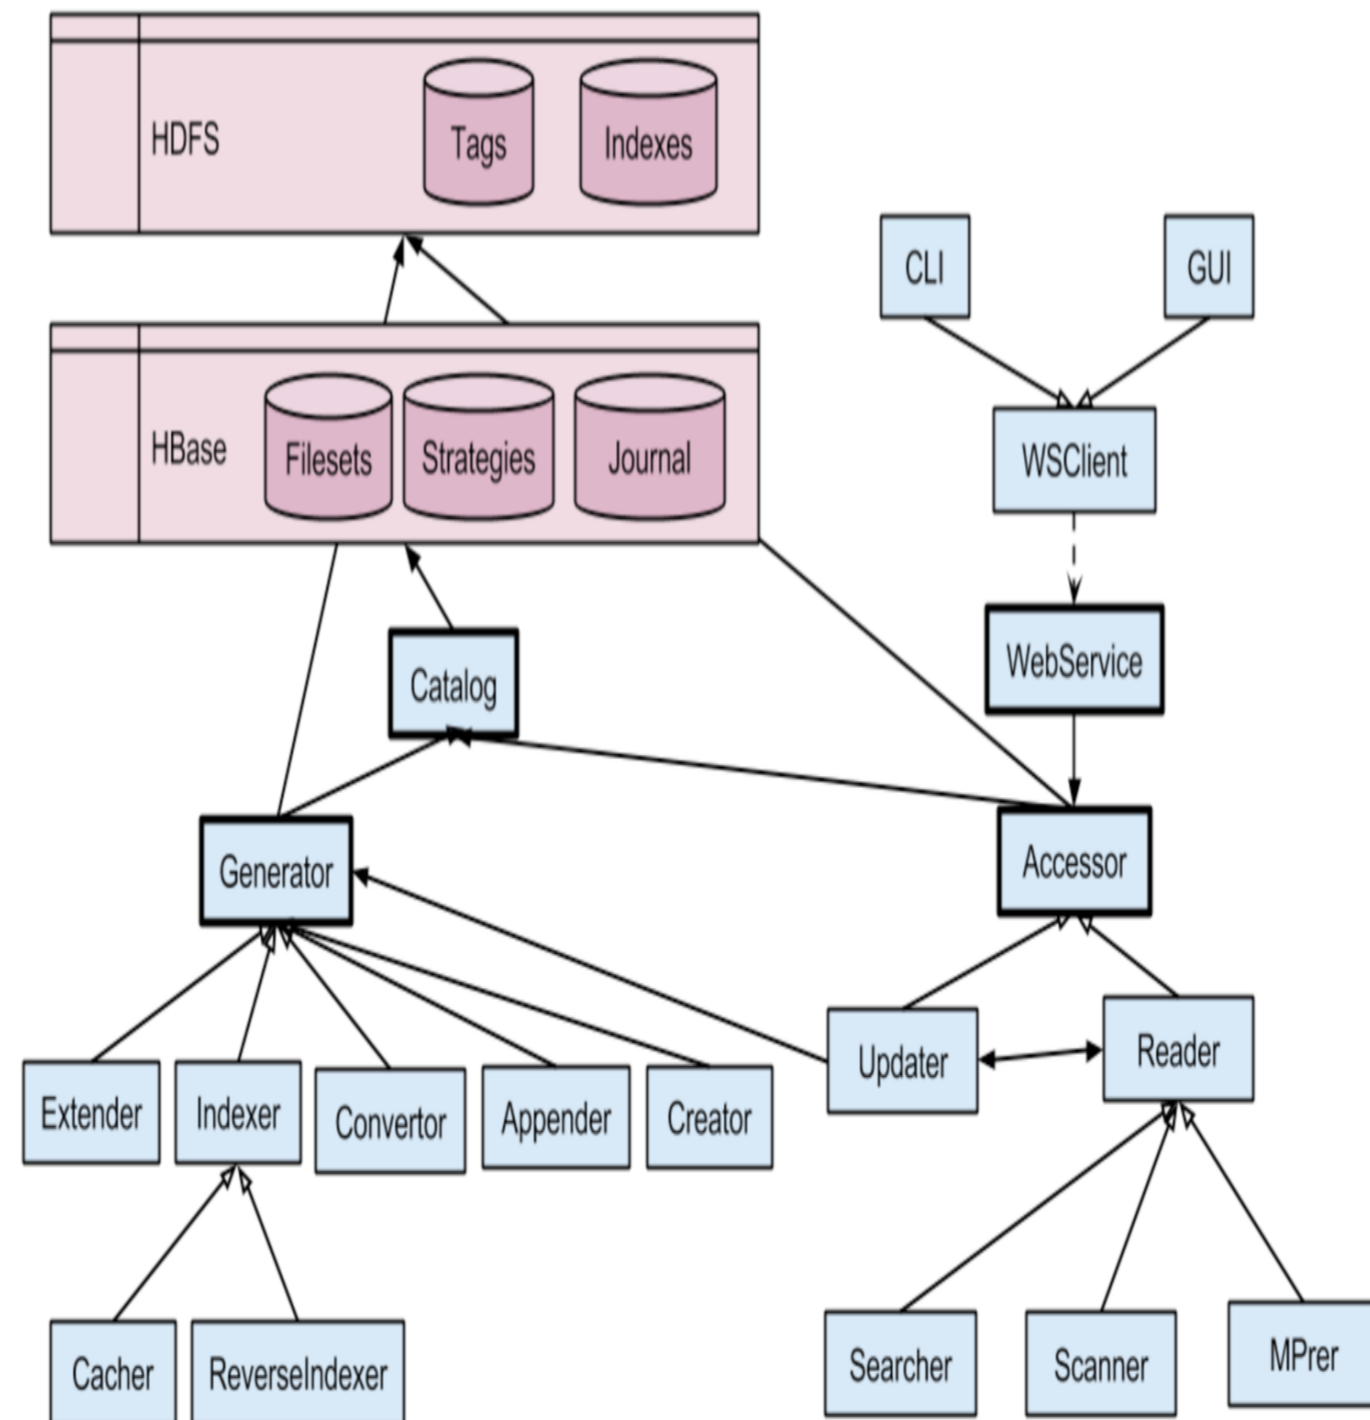 HDFS
Tags
Indexes
CLI
GUI
HBase
Filesets
Strategies
Journal
WSClient
WebService
Catalog
Generator
Accessor
Extender
Indexer
Convertor
Appender
Creator
Updater
Reader
Cacher
ReverseIndexer
Searcher
Scanner
MPrer